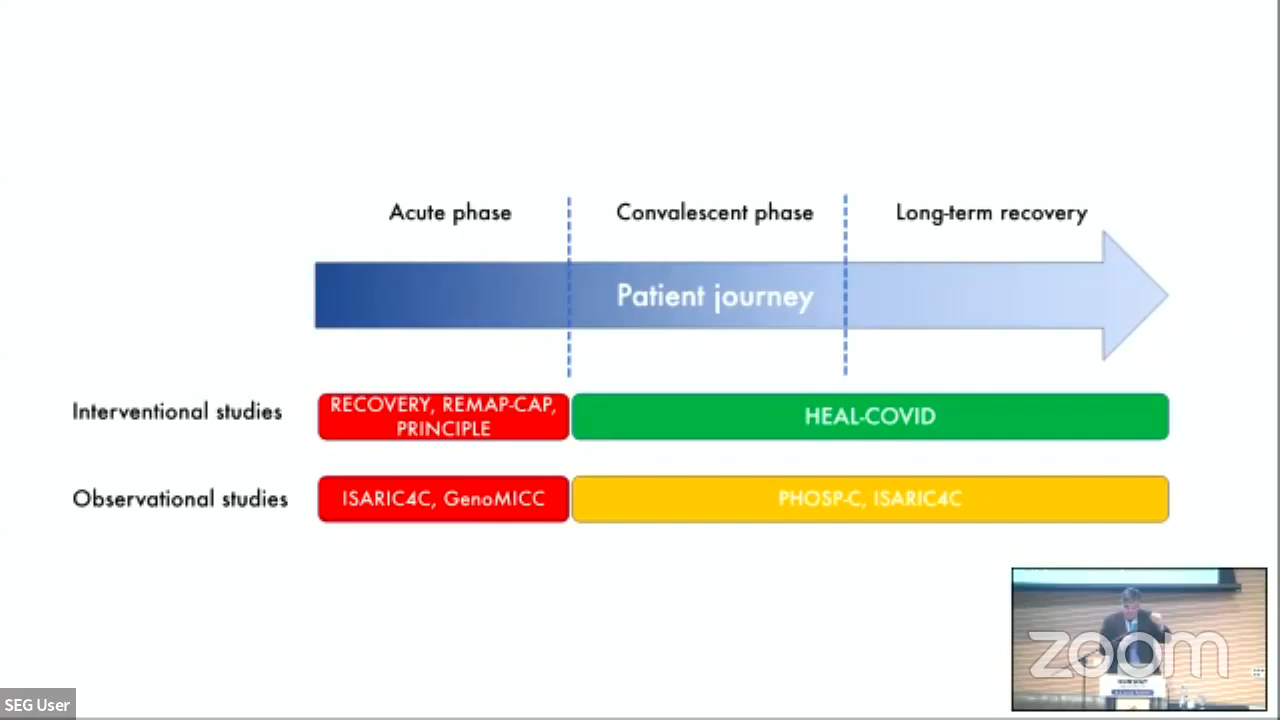 Acute phase
Convalescent phase
Long-term recovery
Patient journey
Interventional studies
RECOVERY, REMAP-CAP,
PRINCIPLE
HEAL-COVID
Observational studies
ISARIC4C, GenoMICC
PHOSP-C, ISARIC4C
zoom
SEG User